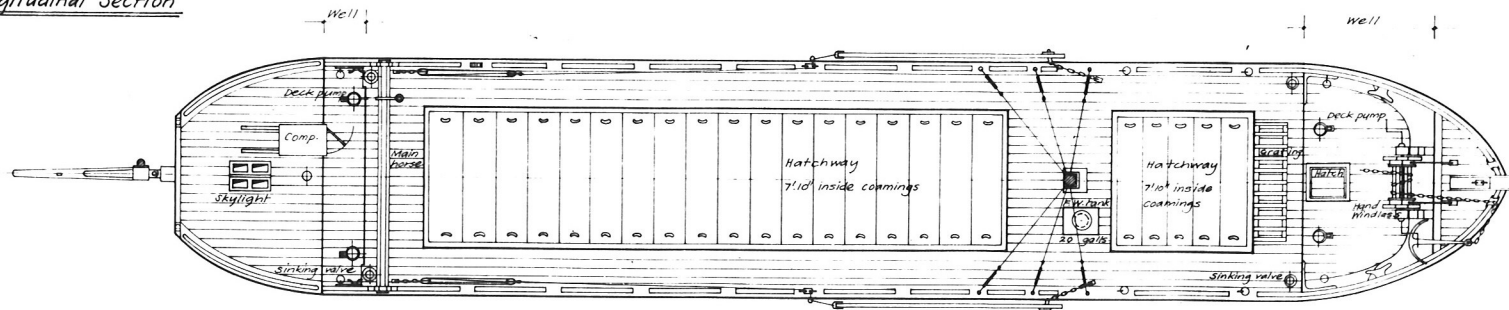 Longitudinal Section
Well
Well
Deck pump
Comp.
Skylight
Sinking valve
Main
horse
Hatchway
7'.10" inside coamings
F.W. tank
20 galls
Hatchway
7'.10" inside
coamings
Grating
Deck pump
Hatch
Hand
Windlass
Sinking valve